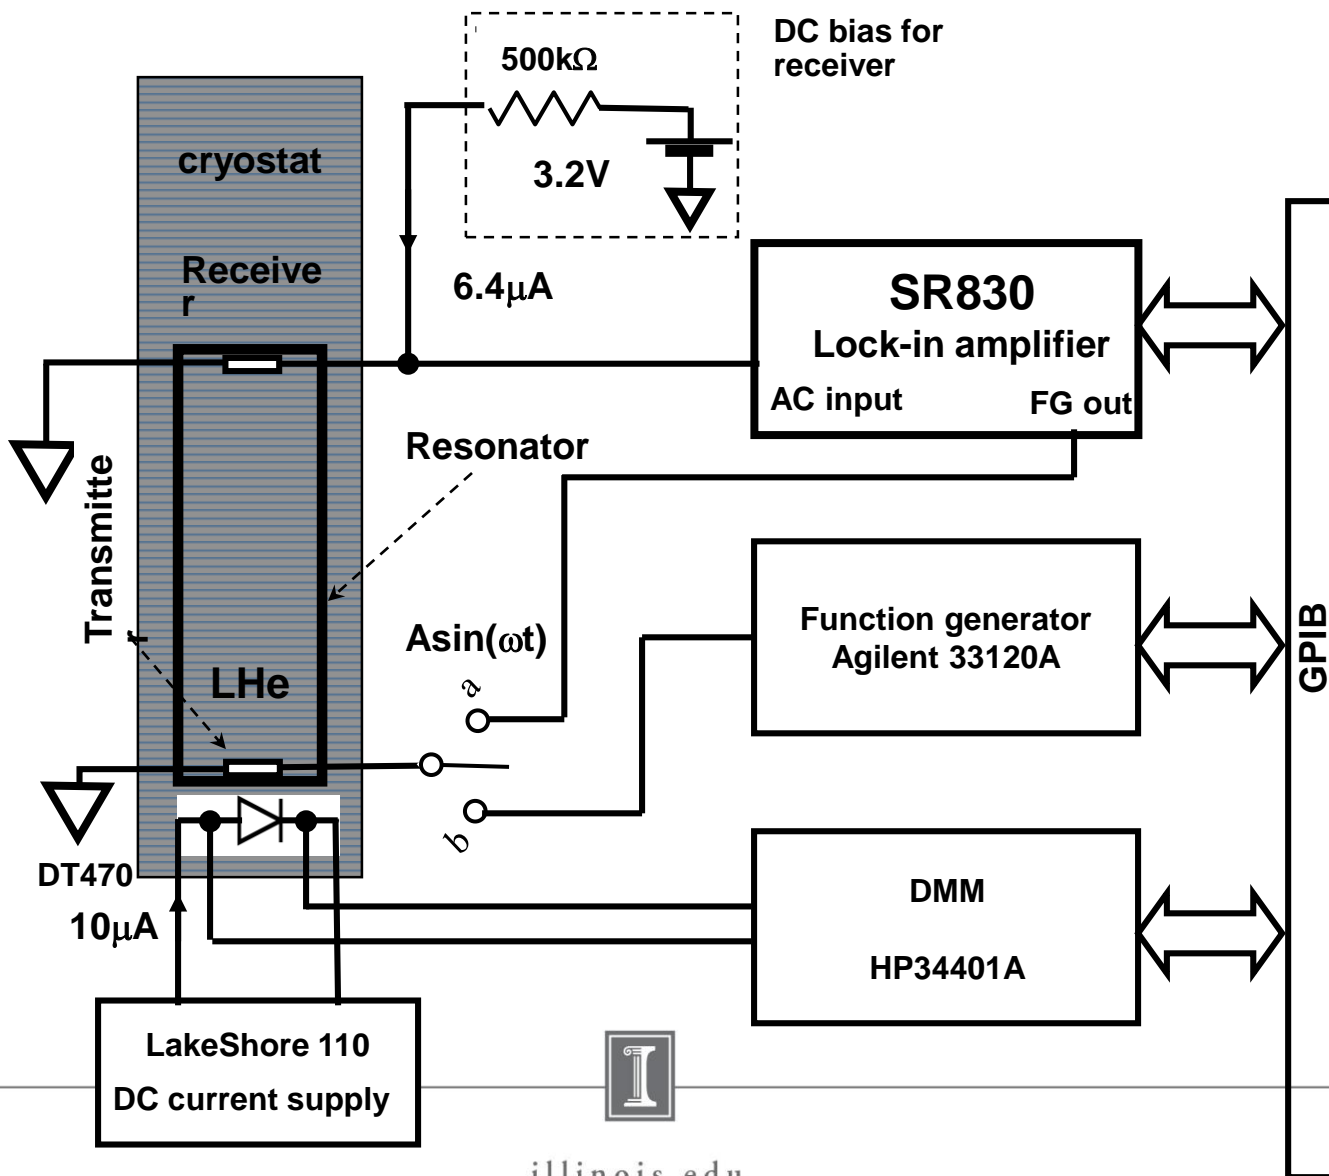 DC bias for
receiver
500kΩ
3.2V
cryostat
Receive
r
6.4μA
SR830
Lock-in amplifier
AC input
FG out
Resonator
Transmitte
r
Asin(ωt)
a
b
LHe
Function generator
Agilent 33120A
GPIB
DT470
10μA
DMM
HP34401A
LakeShore 110
DC current supply
I
illinois.edu